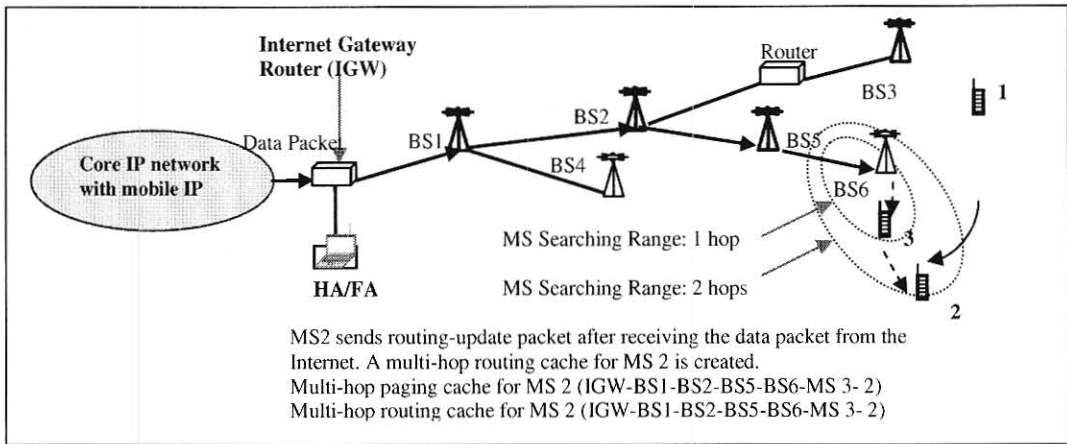 Internet Gateway
Router (IGW)
Router
BS3
1
Data Packet
BS1
BS2
BS5
BS4
BS6
Core IP network
with mobile IP
3
MS Searching Range: 1 hop
MS Searching Range: 2 hops
2
HA/FA
MS2 sends routing-update packet after receiving the data packet from the
Internet. A multi-hop routing cache for MS 2 is created.
Multi-hop paging cache for MS 2 (IGW-BS1-BS2-BS5-BS6-MS 3- 2)
Multi-hop routing cache for MS 2 (IGW-BS1-BS2-BS5-BS6-MS 3- 2)